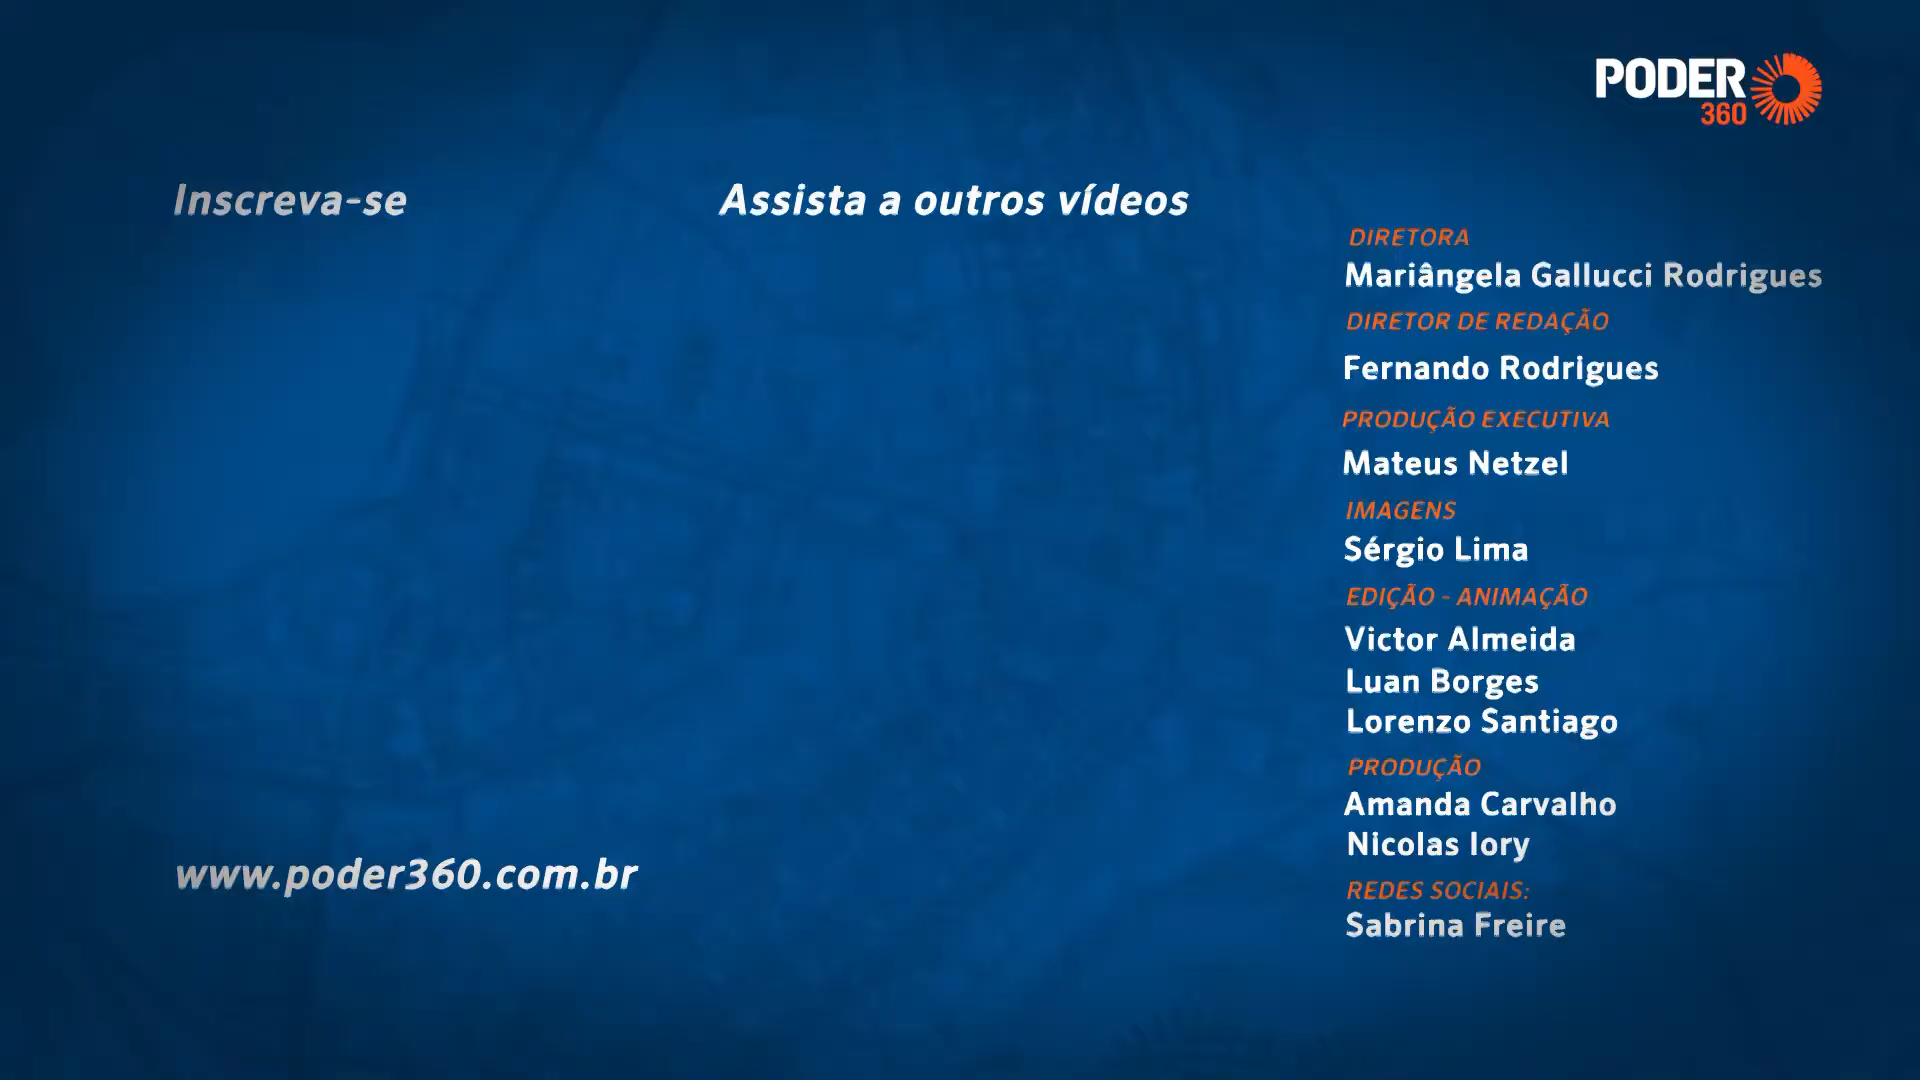 PODER
360
Inscreva-se
Assista a outros vídeos
DIRETORA
Mariângela Gallucci Rodrigues
DIRETOR DE REDAÇÃO
Fernando Rodrigues
PRODUÇÃO EXECUTIVA
Mateus Netzel
IMAGENS
Sérgio Lima
EDIÇÃO - ANIMAÇÃO
Victor Almeida
Luan Borges
Lorenzo Santiago
PRODUÇÃO
Amanda Carvalho
Nicolas Iory
REDES SOCIAIS:
Sabrina Freire
www.poder360.com.br